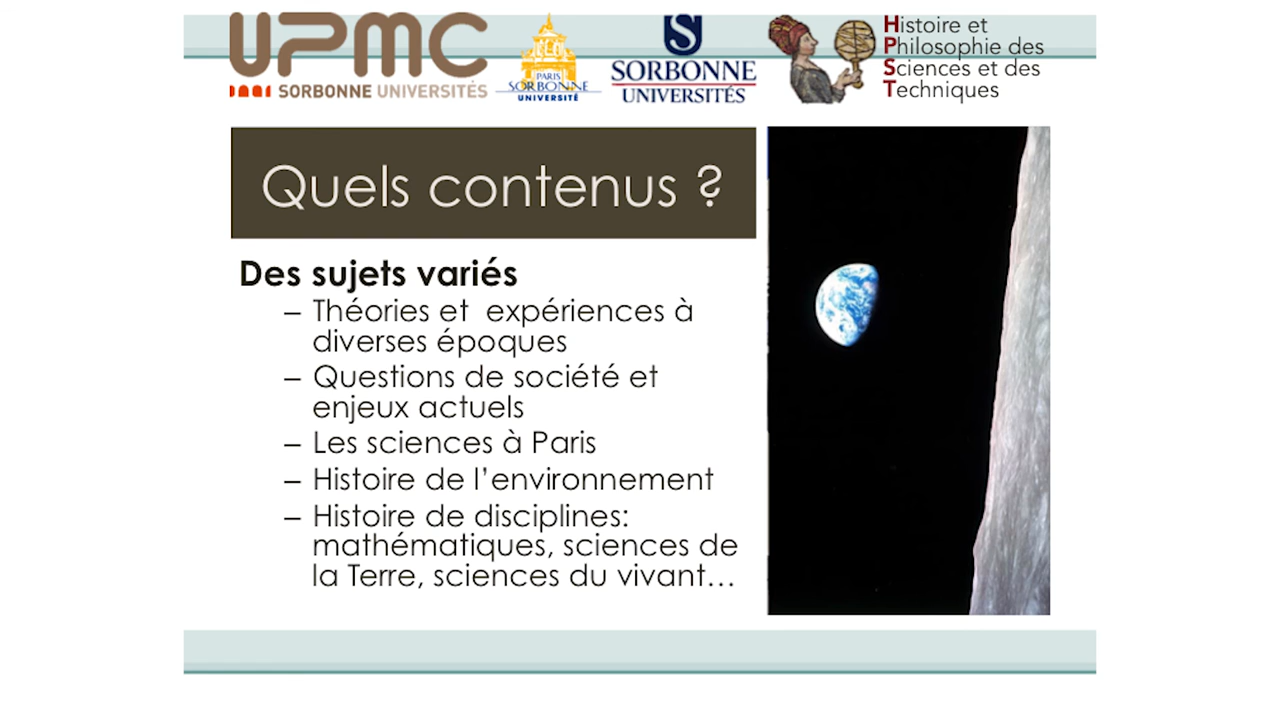 UPMC
SORBONNE UNIVERSITÉS
PARIS
SORBONNE
UNIVERSITÉ
S
SORBONNE
UNIVERSITÉS
Histoire et
Philosophie des
Sciences et des
Techniques
Quels contenus ?
Des sujets variés
– Théories et  expériences à
diverses époques
– Questions de société et
enjeux actuels
– Les sciences à Paris
– Histoire de l’environnement
– Histoire de disciplines:
mathématiques, sciences de
la Terre, sciences du vivant…